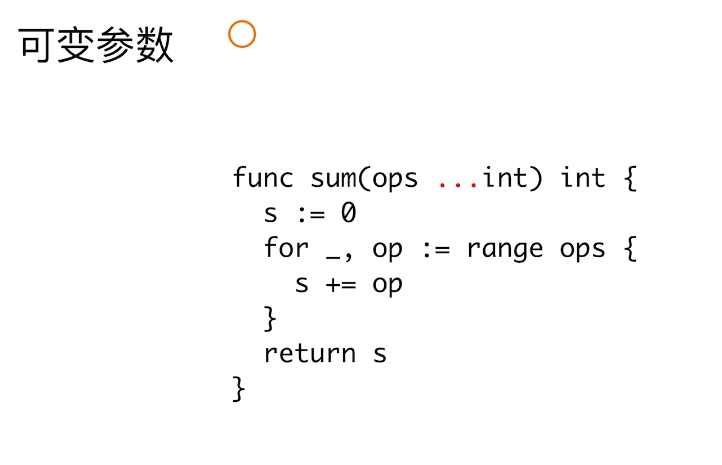 可变参数
func sum(ops ...int) int {
  s := 0
  for _, op := range ops {
    s += op
  }
  return s
}